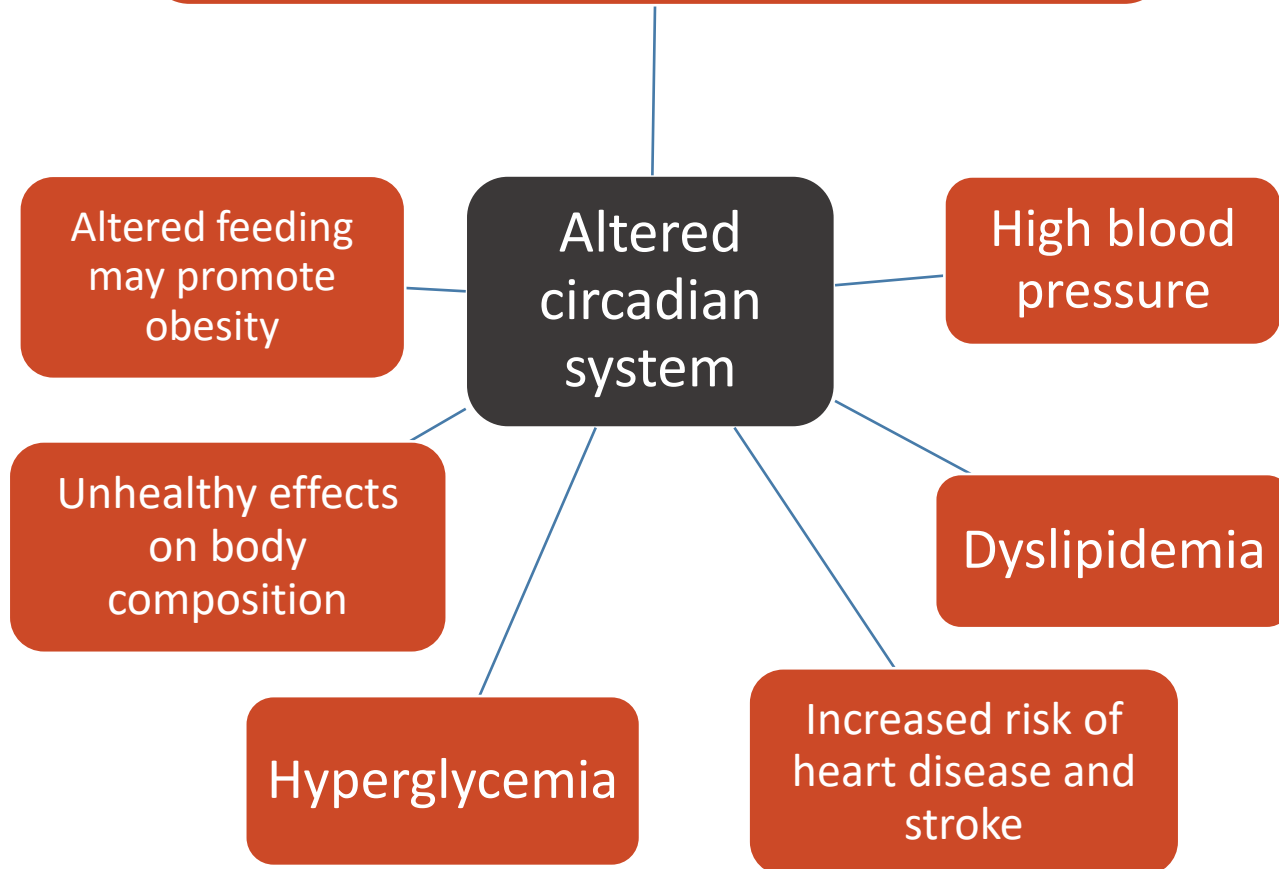 Altered feeding
may promote
obesity
Altered
circadian
system
High blood
pressure
Unhealthy effects
on body
composition
Dyslipidemia
Hyperglycemia
Increased risk of
heart disease and
stroke